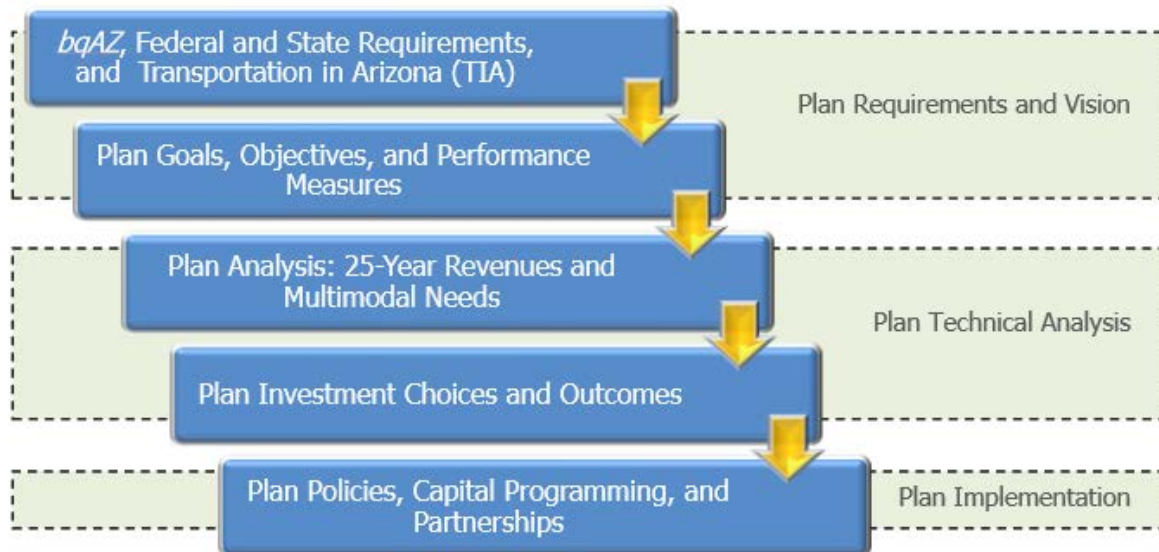 bqAZ, Federal and State Requirements,
and Transportation in Arizona (TIA)
Plan Requirements and Vision
Plan Goals, Objectives, and Performance
Measures
Plan Analysis: 25-Year Revenues and
Multimodal Needs
Plan Technical Analysis
Plan Investment Choices and Outcomes
Plan Policies, Capital Programming, and
Partnerships
Plan Implementation